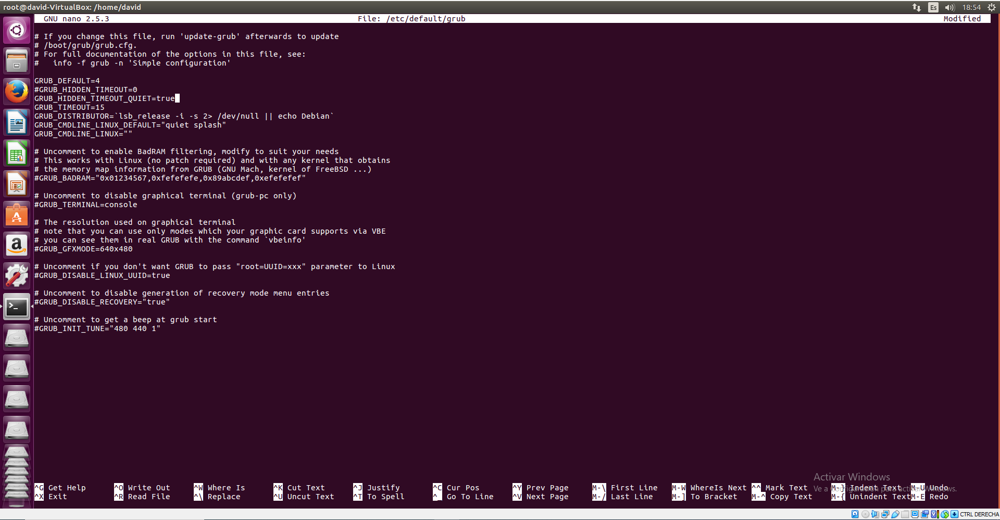 root@david-VirtualBox: /home/david
Es 18:54
GNU nano 2.5.3 File: /etc/default/grub Modified
# If you change this file, run 'update-grub' afterwards to update
# /boot/grub/grub.cfg.
# For full documentation of the options in this file, see:
#   info -f grub -n 'Simple configuration'
GRUB_DEFAULT=4
#GRUB_HIDDEN_TIMEOUT=0
GRUB_HIDDEN_TIMEOUT_QUIET=true
GRUB_TIMEOUT=15
GRUB_DISTRIBUTOR=`lsb_release -i -s 2> /dev/null || echo Debian`
GRUB_CMDLINE_LINUX_DEFAULT="quiet splash"
GRUB_CMDLINE_LINUX=""
# Uncomment to enable BadRAM filtering, modify to suit your needs
# This works with Linux (no patch required) and with any kernel that obtains
# the memory map information from GRUB (GNU Mach, kernel of FreeBSD ...)
#GRUB_BADRAM="0x01234567,0xfefefefe,0x89abcdef,0xefefefef"
# Uncomment to disable graphical terminal (grub-pc only)
#GRUB_TERMINAL=console
# The resolution used on graphical terminal
# note that you can use only modes which your graphic card supports via VBE
# you can see them in real GRUB with the command `vbeinfo'
#GRUB_GFXMODE=640x480
# Uncomment if you don't want GRUB to pass "root=UUID=xxx" parameter to Linux
#GRUB_DISABLE_LINUX_UUID=true
# Uncomment to disable generation of recovery mode menu entries
#GRUB_DISABLE_RECOVERY="true"
# Uncomment to get a beep at grub start
#GRUB_INIT_TUNE="480 440 1"
Activar Windows
Ve a Configuración para activar Windows.
^G Get Help ^O Write Out ^W Where Is ^K Cut Text ^J Justify ^C Cur Pos ^Y Prev Page M-\ First Line M-W WhereIs Next ^^ Mark Text M-} Indent Text M-U Undo
^X Exit ^R Read File ^\ Replace ^U Uncut Text ^T To Spell ^_ Go To Line ^V Next Page M-/ Last Line M-] To Bracket M-^ Copy Text M-{ Unindent Text M-E Redo
CTRL DERECHA